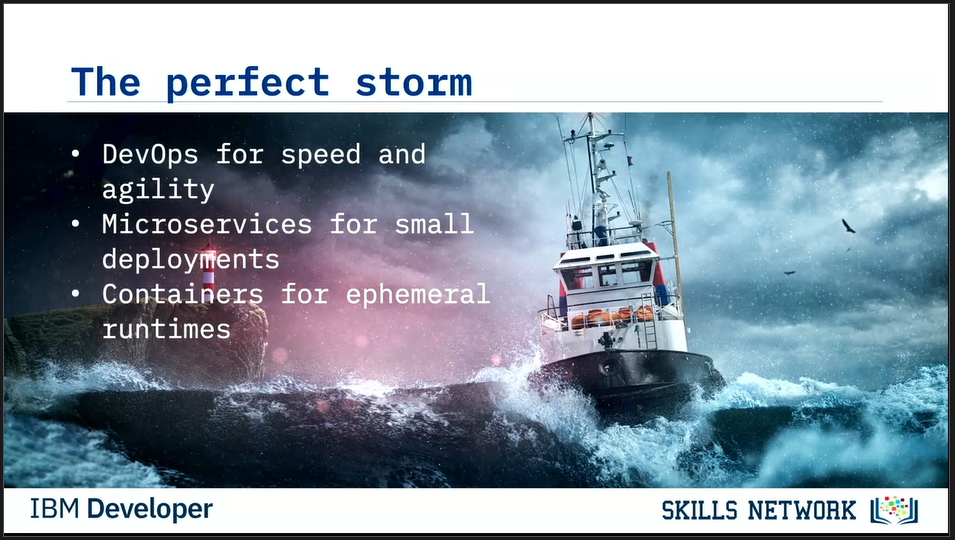 The perfect storm
• DevOps for speed and
agility
• Microservices for small
deployments
• Containers for ephemeral
runtimes
IBM Developer
SKILLS NETWORK